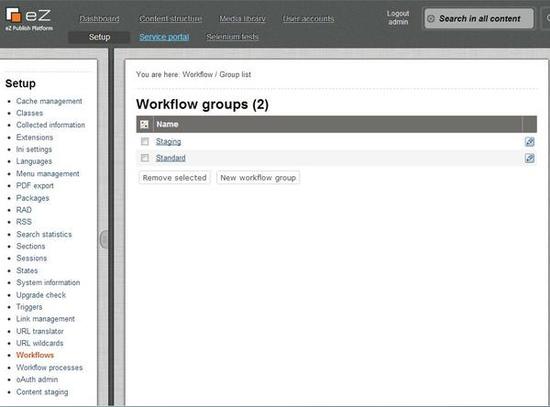 eZ
eZ Publish Platform
Dashboard Content structure Media library User accounts
Logout
admin
Search in all content
Setup Service portal Selenium tests
Setup
Cache management
Classes
Collected information
Extensions
Ini settings
Languages
Menu management
PDF export
Packages
RAD
RSS
Search statistics
Sections
Sessions
States
System information
Upgrade check
Triggers
Link management
URL translator
URL wildcards
Workflows
Workflow processes
oAuth admin
Content staging
You are here: Workflow / Group list
Workflow groups (2)
Name
Staging
Standard
Remove selected New workflow group